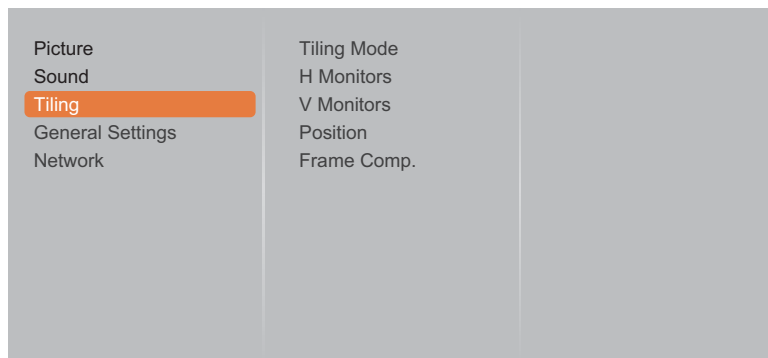 Picture
Sound
Tiling
General Settings
Network
Tiling Mode
H Monitors
V Monitors
Position
Frame Comp.